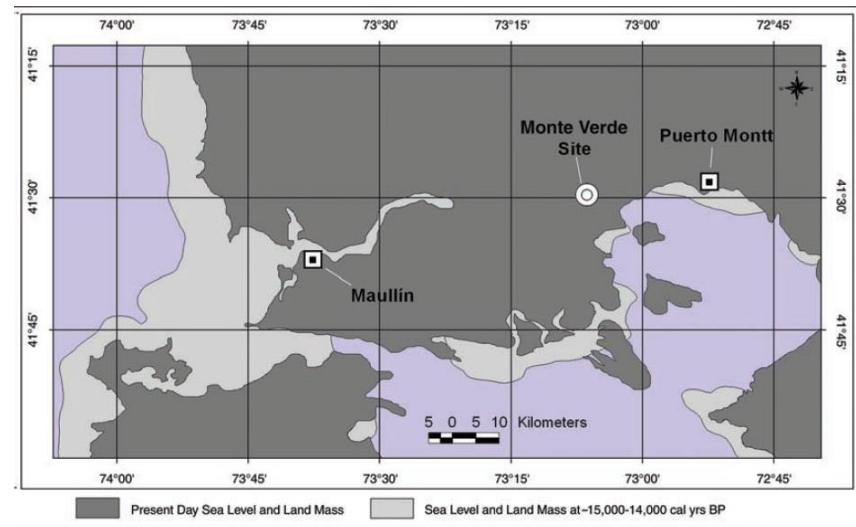 74°00' 73°45' 73°30' 73°15' 73°00' 72°45'
41°15' 41°15'
Monte Verde
Site
Puerto Montt
41°30' 41°30'
Maullín
41°45' 41°45'
5 0 5 10 Kilometers
74°00' 73°45' 73°30' 73°15' 73°00' 72°45'
Present Day Sea Level and Land Mass Sea Level and Land Mass at ~15,000-14,000 cal yrs BP